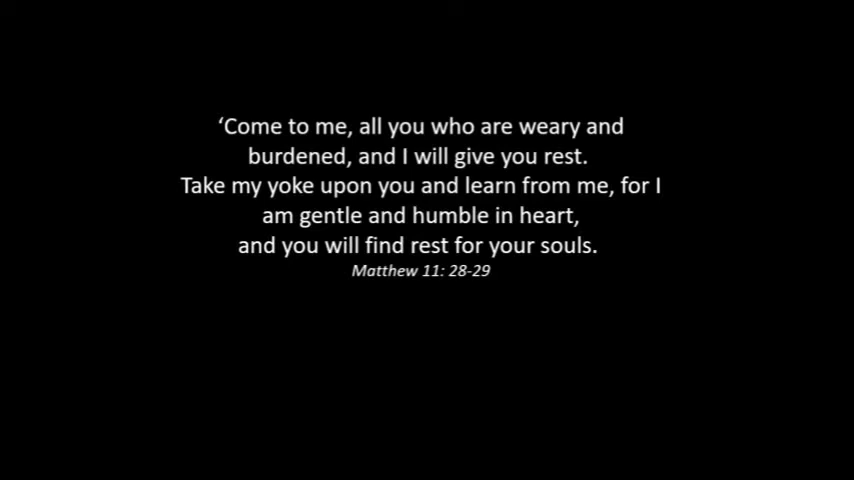 ‘Come to me, all you who are weary and
burdened, and I will give you rest.
Take my yoke upon you and learn from me, for I
am gentle and humble in heart,
and you will find rest for your souls.
Matthew 11: 28-29